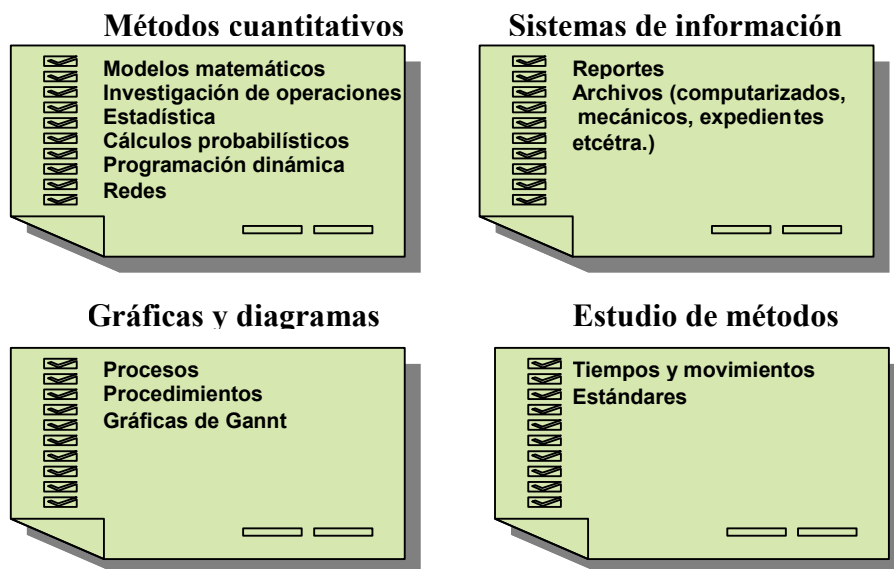 Métodos cuantitativos
Modelos matemáticos
Investigación de operaciones
Estadística
Cálculos probabilísticos
Programación dinámica
Redes
Sistemas de información
Reportes
Archivos (computarizados,
mecánicos, expedientes
etcétra.)
Gráficas y diagramas
Procesos
Procedimientos
Gráficas de Gannt
Estudio de métodos
Tiempos y movimientos
Estándares